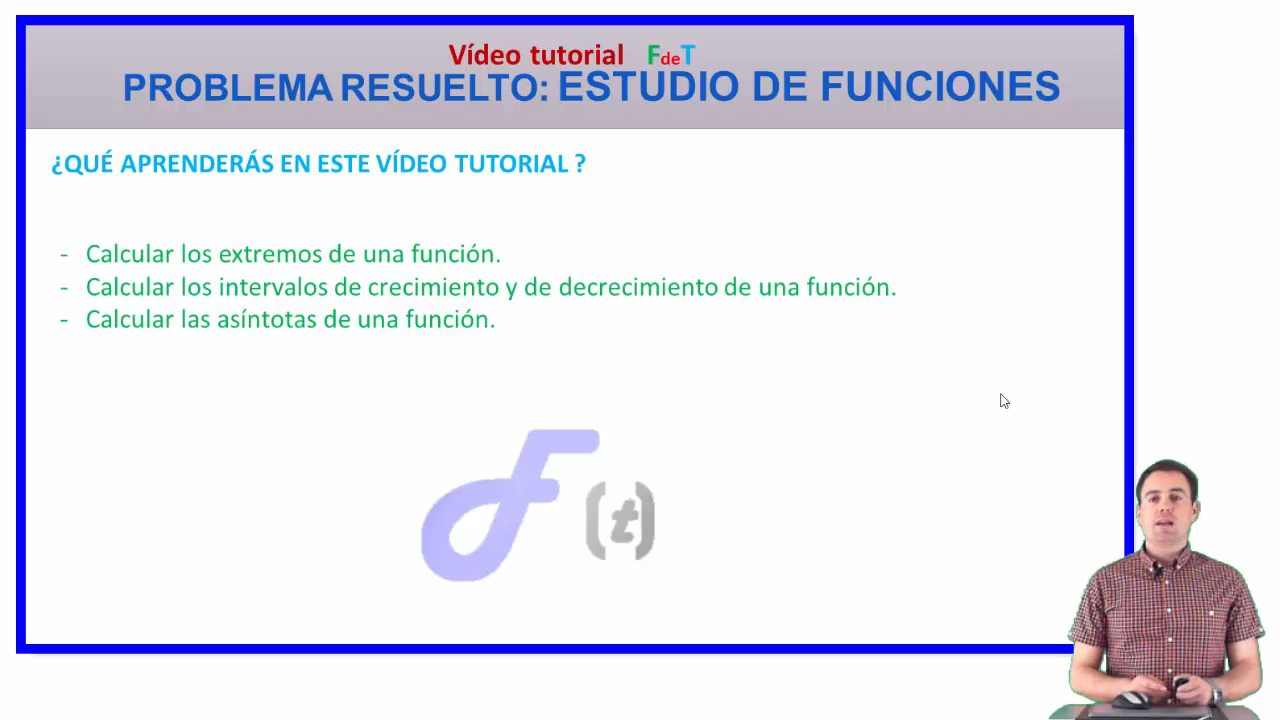 Vídeo tutorial FdeT
PROBLEMA RESUELTO: ESTUDIO DE FUNCIONES
¿QUÉ APRENDERÁS EN ESTE VÍDEO TUTORIAL ?
- Calcular los extremos de una función.
- Calcular los intervalos de crecimiento y de decrecimiento de una función.
- Calcular las asíntotas de una función.
F (t)